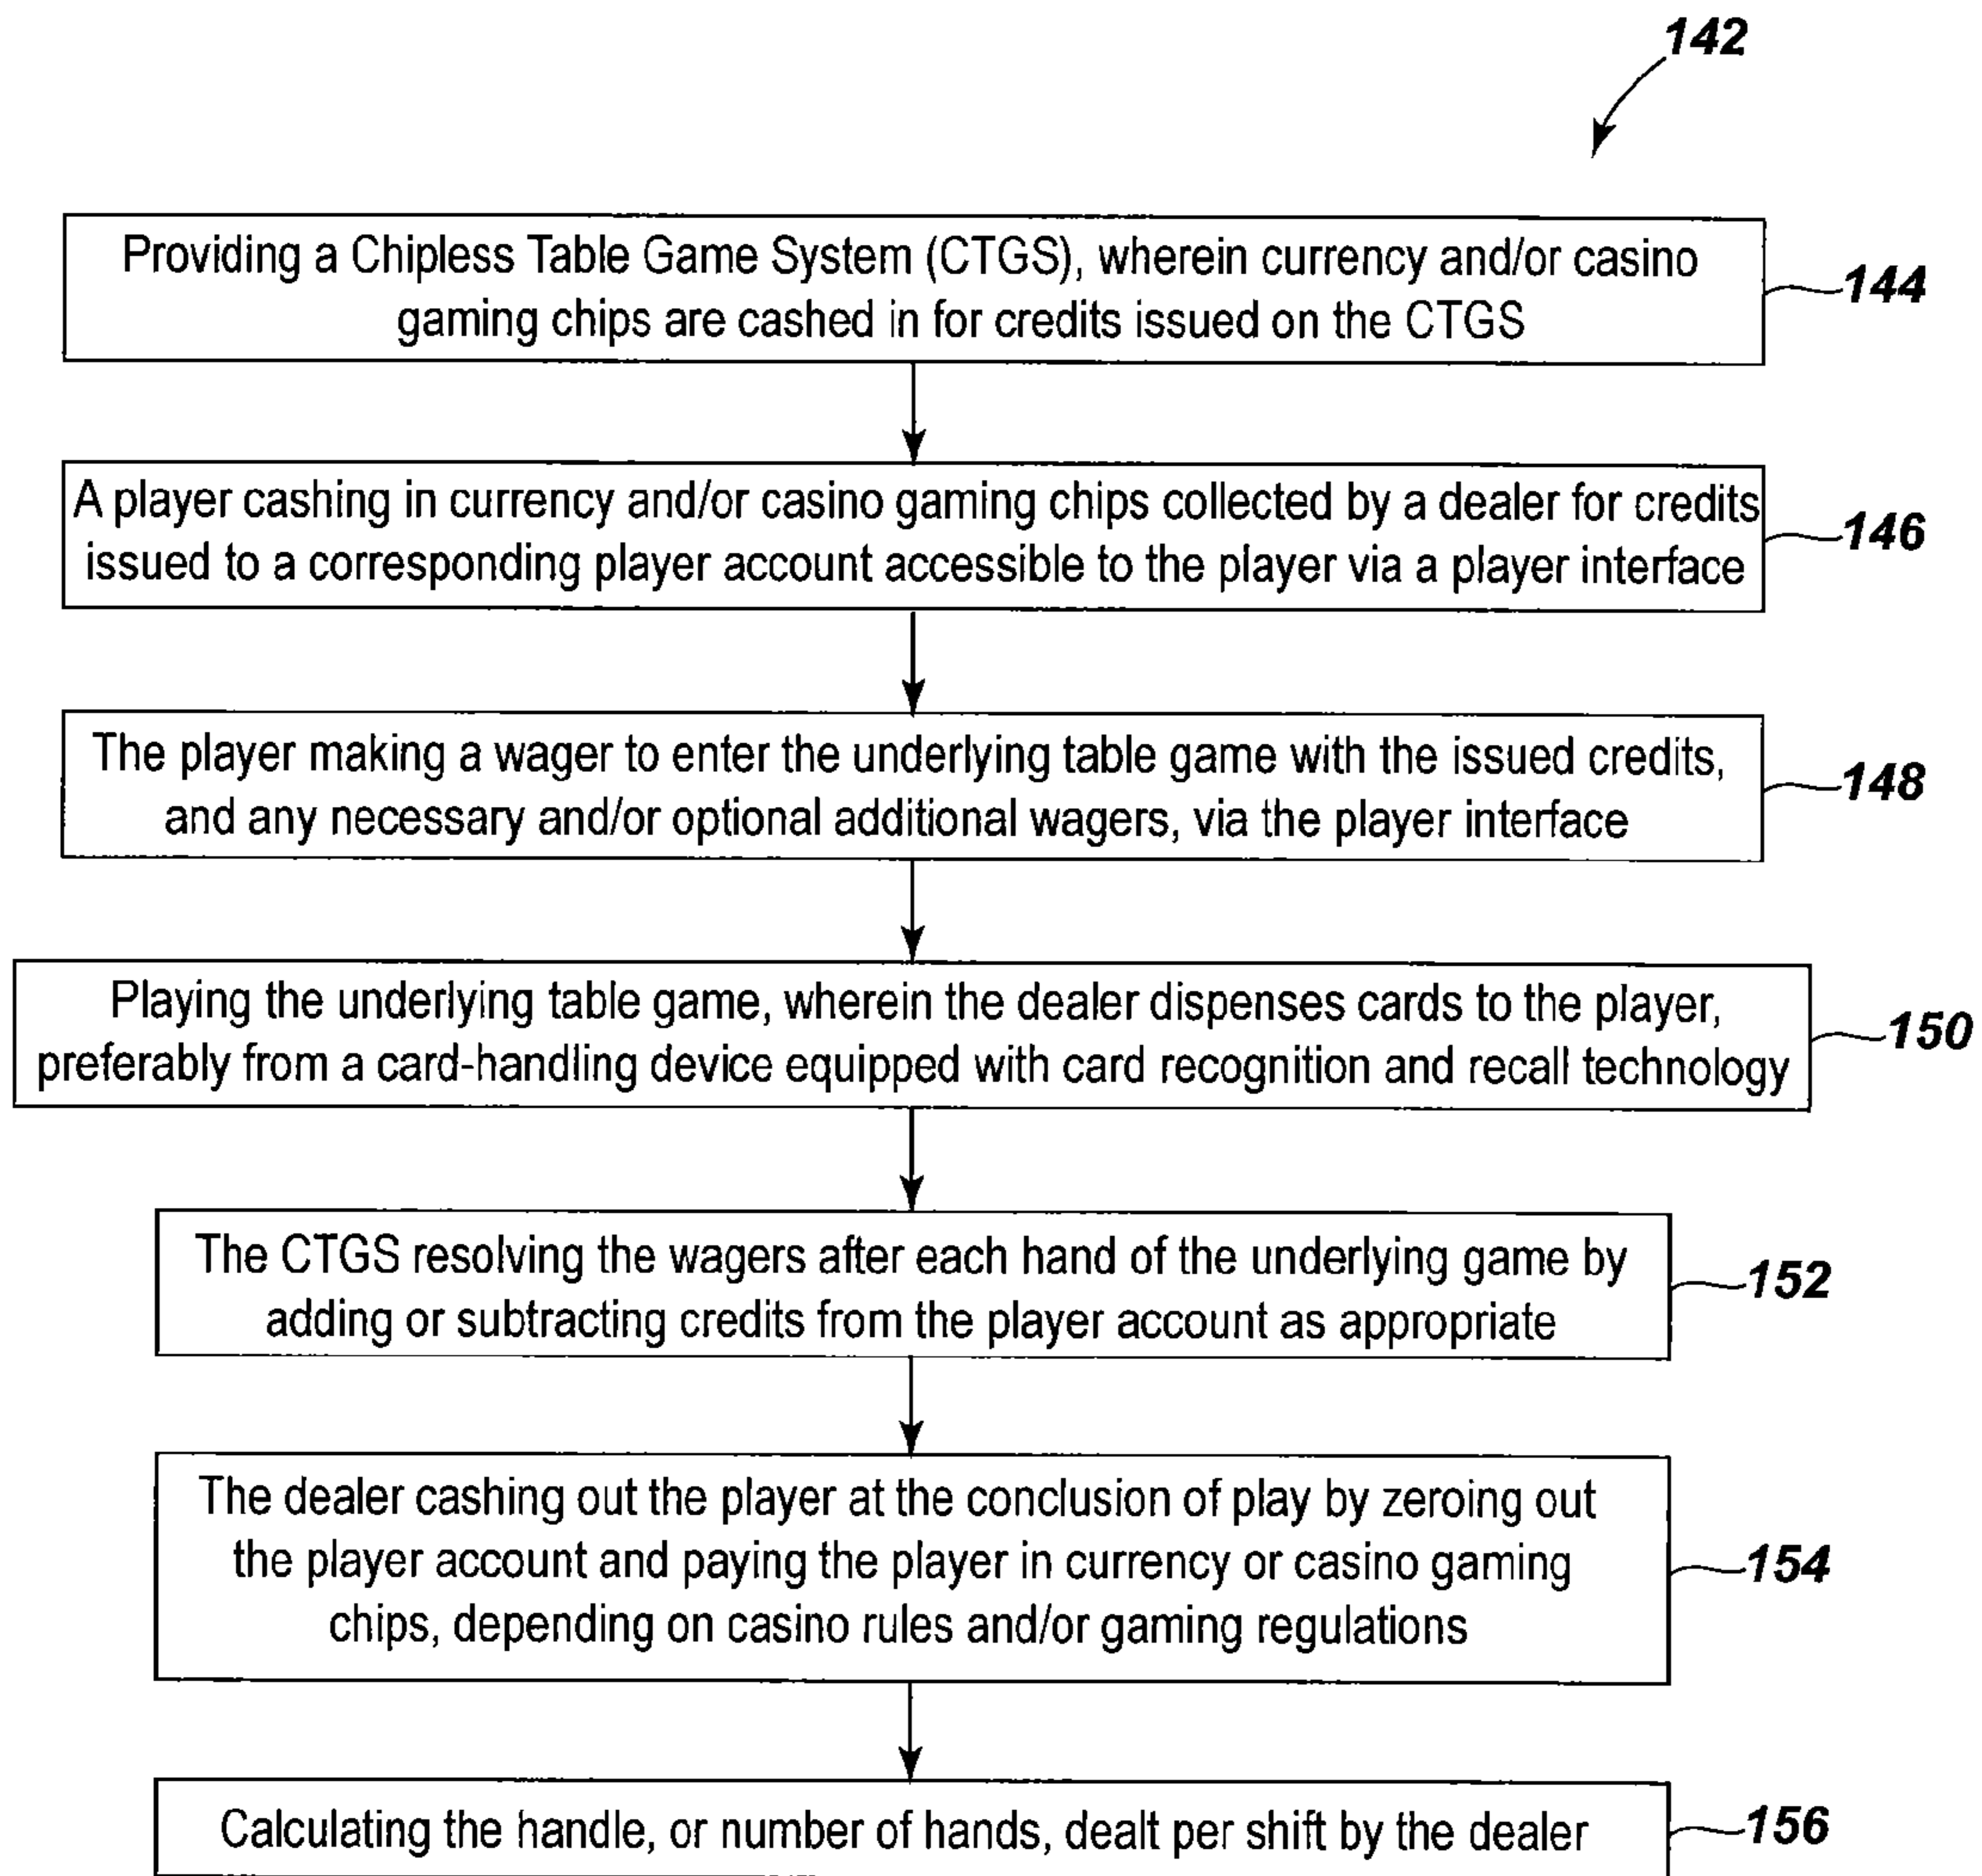 142
Providing a Chipless Table Game System (CTGS), wherein currency and/or casino
gaming chips are cashed in for credits issued on the CTGS
144
A player cashing in currency and/or casino gaming chips collected by a dealer for credits
issued to a corresponding player account accessible to the player via a player interface
146
The player making a wager to enter the underlying table game with the issued credits,
and any necessary and/or optional additional wagers, via the player interface
148
Playing the underlying table game, wherein the dealer dispenses cards to the player,
preferably from a card-handling device equipped with card recognition and recall technology
150
The CTGS resolving the wagers after each hand of the underlying game by
adding or subtracting credits from the player account as appropriate
152
The dealer cashing out the player at the conclusion of play by zeroing out
the player account and paying the player in currency or casino gaming
chips, depending on casino rules and/or gaming regulations
154
Calculating the handle, or number of hands, dealt per shift by the dealer
156